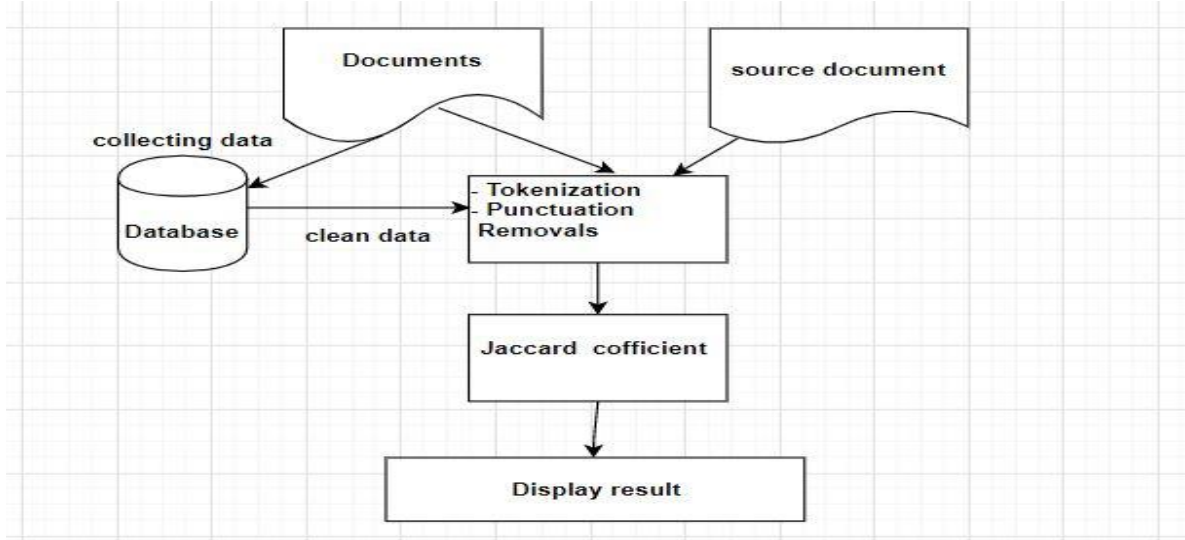 Documents
source document
collecting data
- Tokenization
- Punctuation
Removals
Database
clean data
Jaccard cofficient
Display result